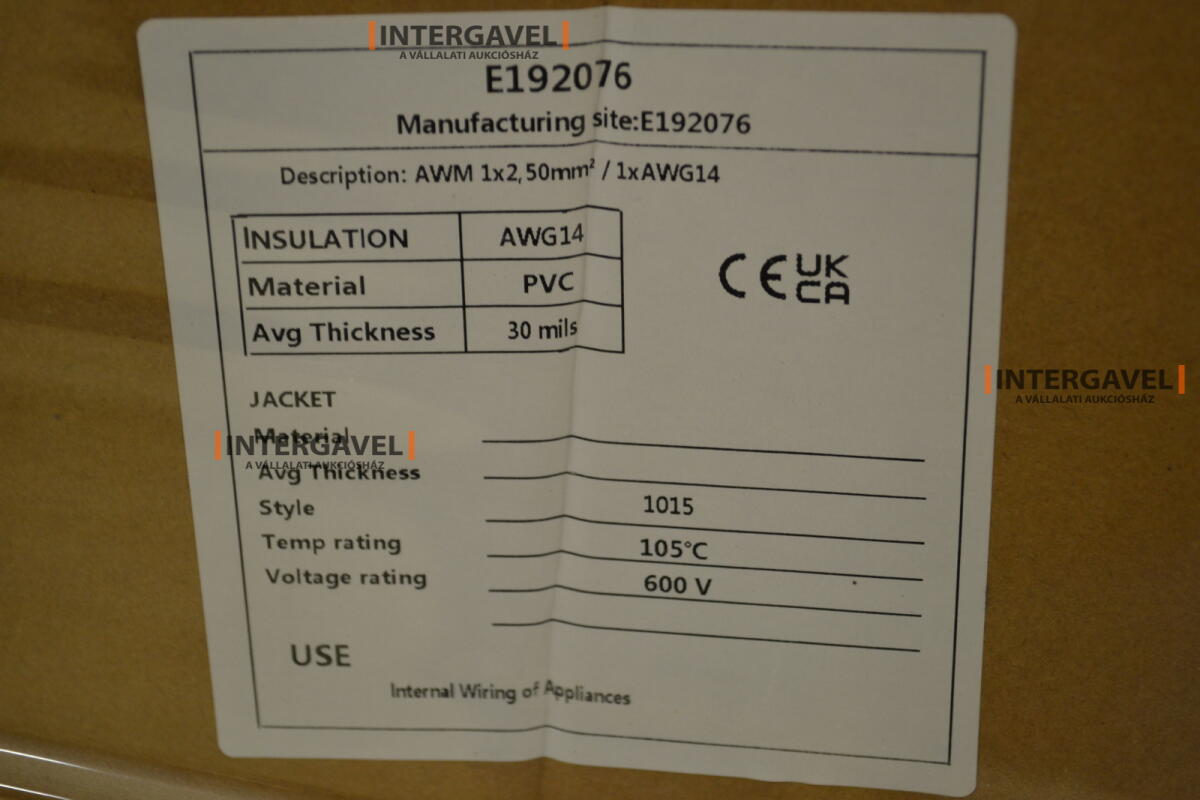 INTERGAVEL
A VÁLLALATI AUKCIÓSHÁZ
E192076
Manufacturing site:E192076
Description: AWM 1x2,50mm² / 1xAWG14
INSULATION AWG14
Material PVC
Avg Thickness 30 mils
CE UK CA
INTERGAVEL
A VÁLLALATI AUKCIÓSHÁZ
JACKET
Material
INTERGAVEL
A VÁLLALATI AUKCIÓSHÁZ
Avg Thickness
Style 1015
Temp rating 105°C
Voltage rating 600 V
USE
Internal Wiring of Appliances